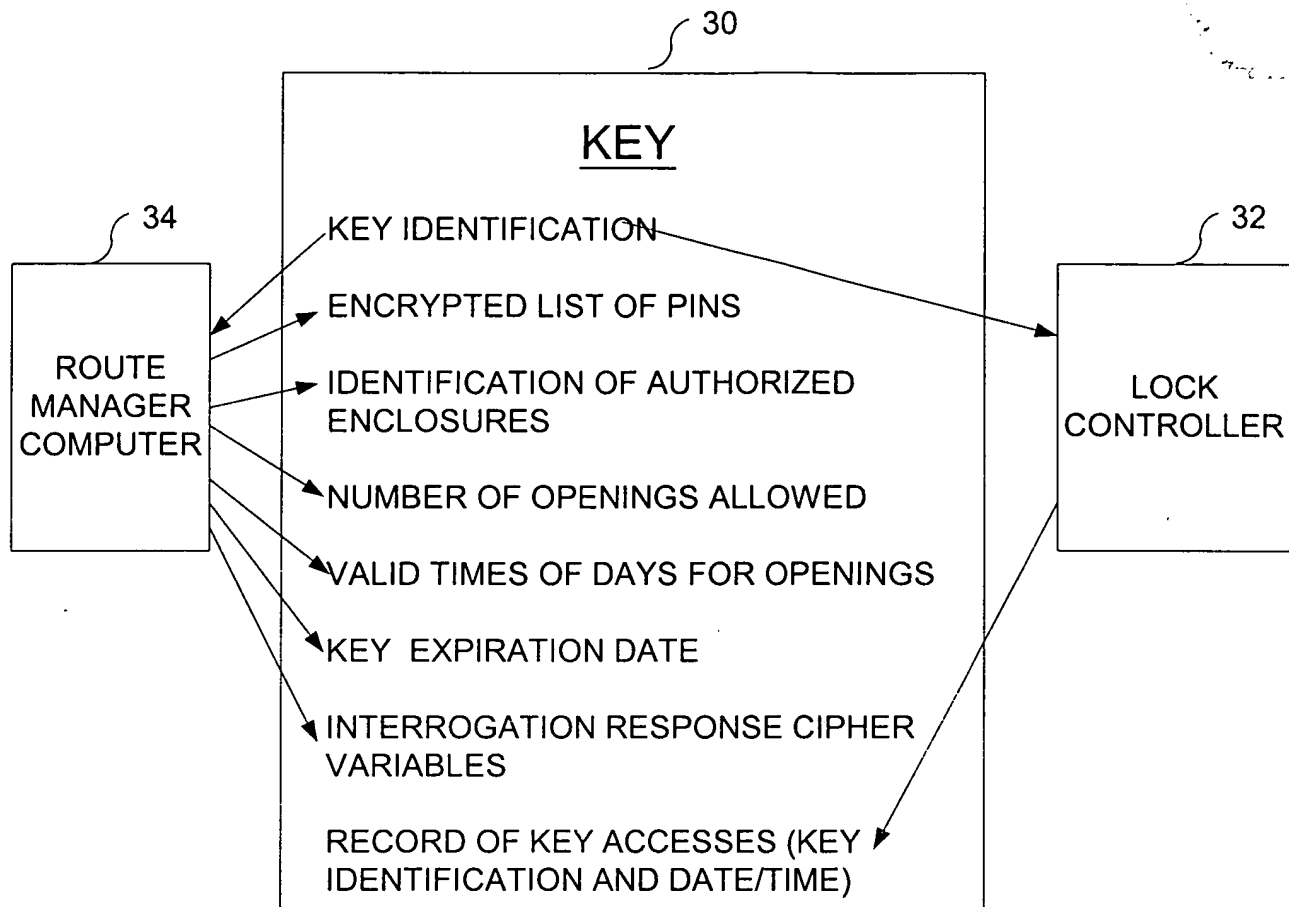 30
KEY
34
KEY IDENTIFICATION
32
ENCRYPTED LIST OF PINS
ROUTE
MANAGER
COMPUTER
IDENTIFICATION OF AUTHORIZED
ENCLOSURES
LOCK
CONTROLLER
NUMBER OF OPENINGS ALLOWED
VALID TIMES OF DAYS FOR OPENINGS
KEY EXPIRATION DATE
INTERROGATION RESPONSE CIPHER
VARIABLES
RECORD OF KEY ACCESSES (KEY
IDENTIFICATION AND DATE/TIME)